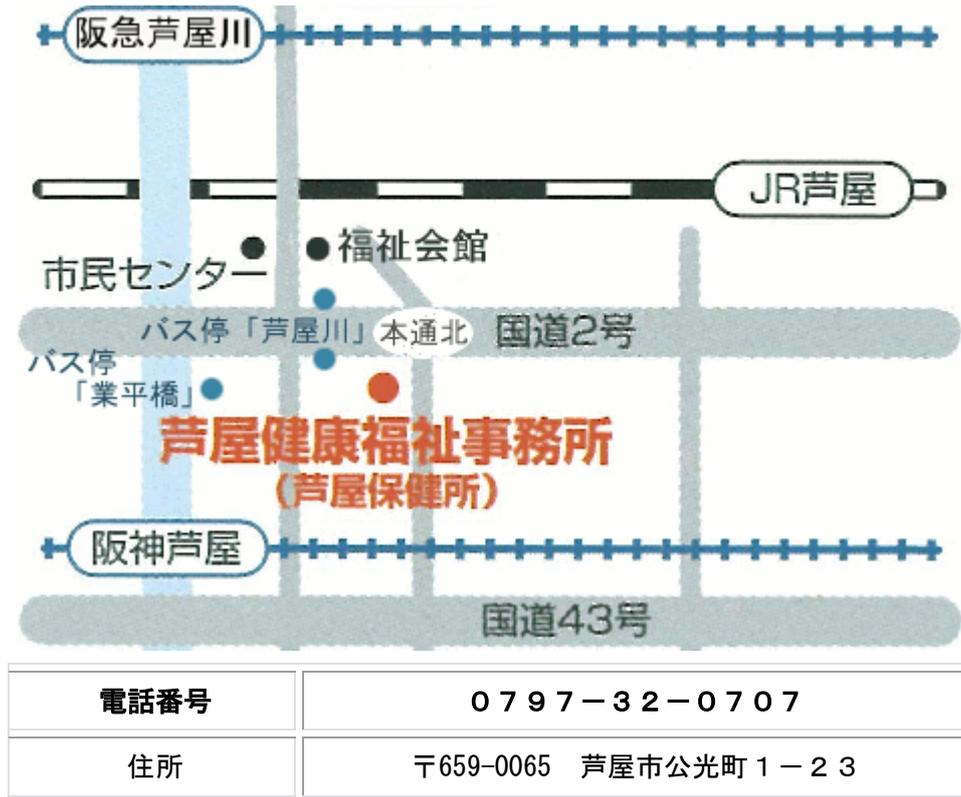 阪急芦屋川
JR芦屋
福祉会館
市民センター
バス停「芦屋川」
本通北
国道2号
バス停
「業平橋」
芦屋健康福祉事務所
（芦屋保健所）
阪神芦屋
国道43号
電話番号 ０７９７－３２－０７０７
住所 〒659-0065　芦屋市公光町１－２３